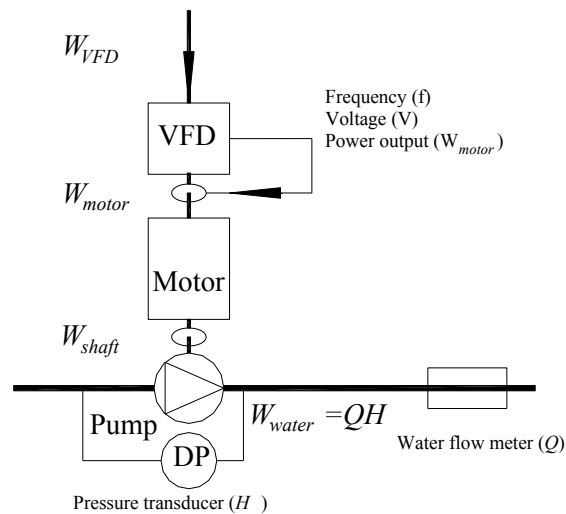 W_VFD
Frequency (f)
Voltage (V)
Power output (W_motor)
VFD
W_motor
Motor
W_shaft
Pump
W_water =QH
DP
Water flow meter (Q)
Pressure transducer (H )